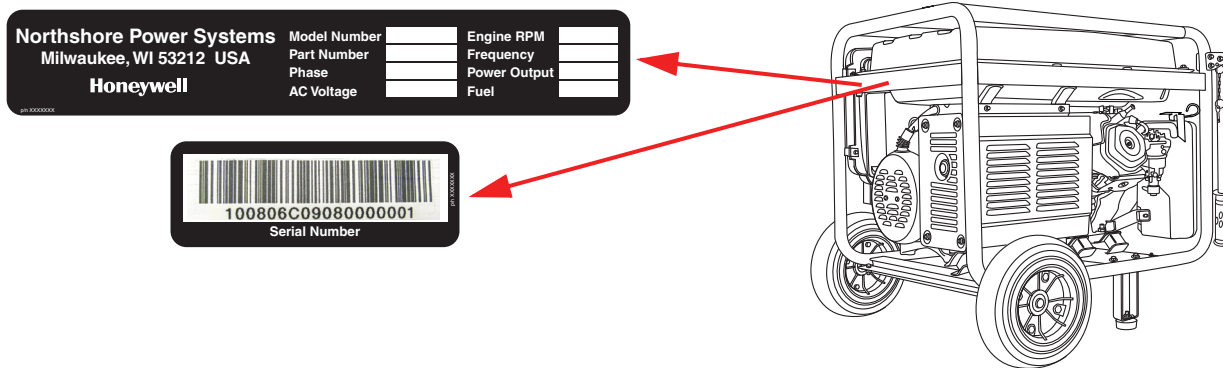 Northshore Power Systems
Milwaukee, WI 53212 USA
Honeywell
p/n XXXXXXX
Model Number
Part Number
Phase
AC Voltage
Engine RPM
Frequency
Power Output
Fuel
100806C09080000001
Serial Number
p/n XXXXXXX